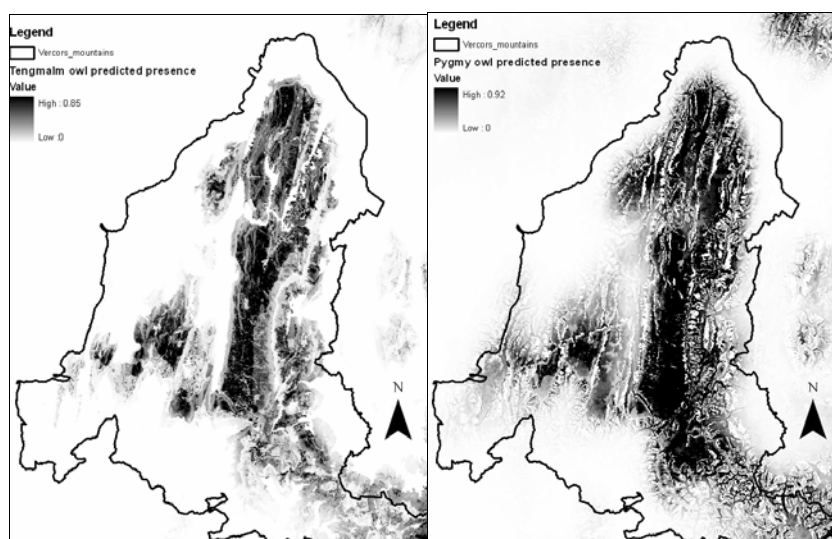 Legend
Vercors_mountains
Tengmalm owl predicted presence
Value
High : 0.85
Low :0
N
Legend
Vercors_mountains
Pygmy owl predicted presence
Value
High : 0.92
Low : 0
N